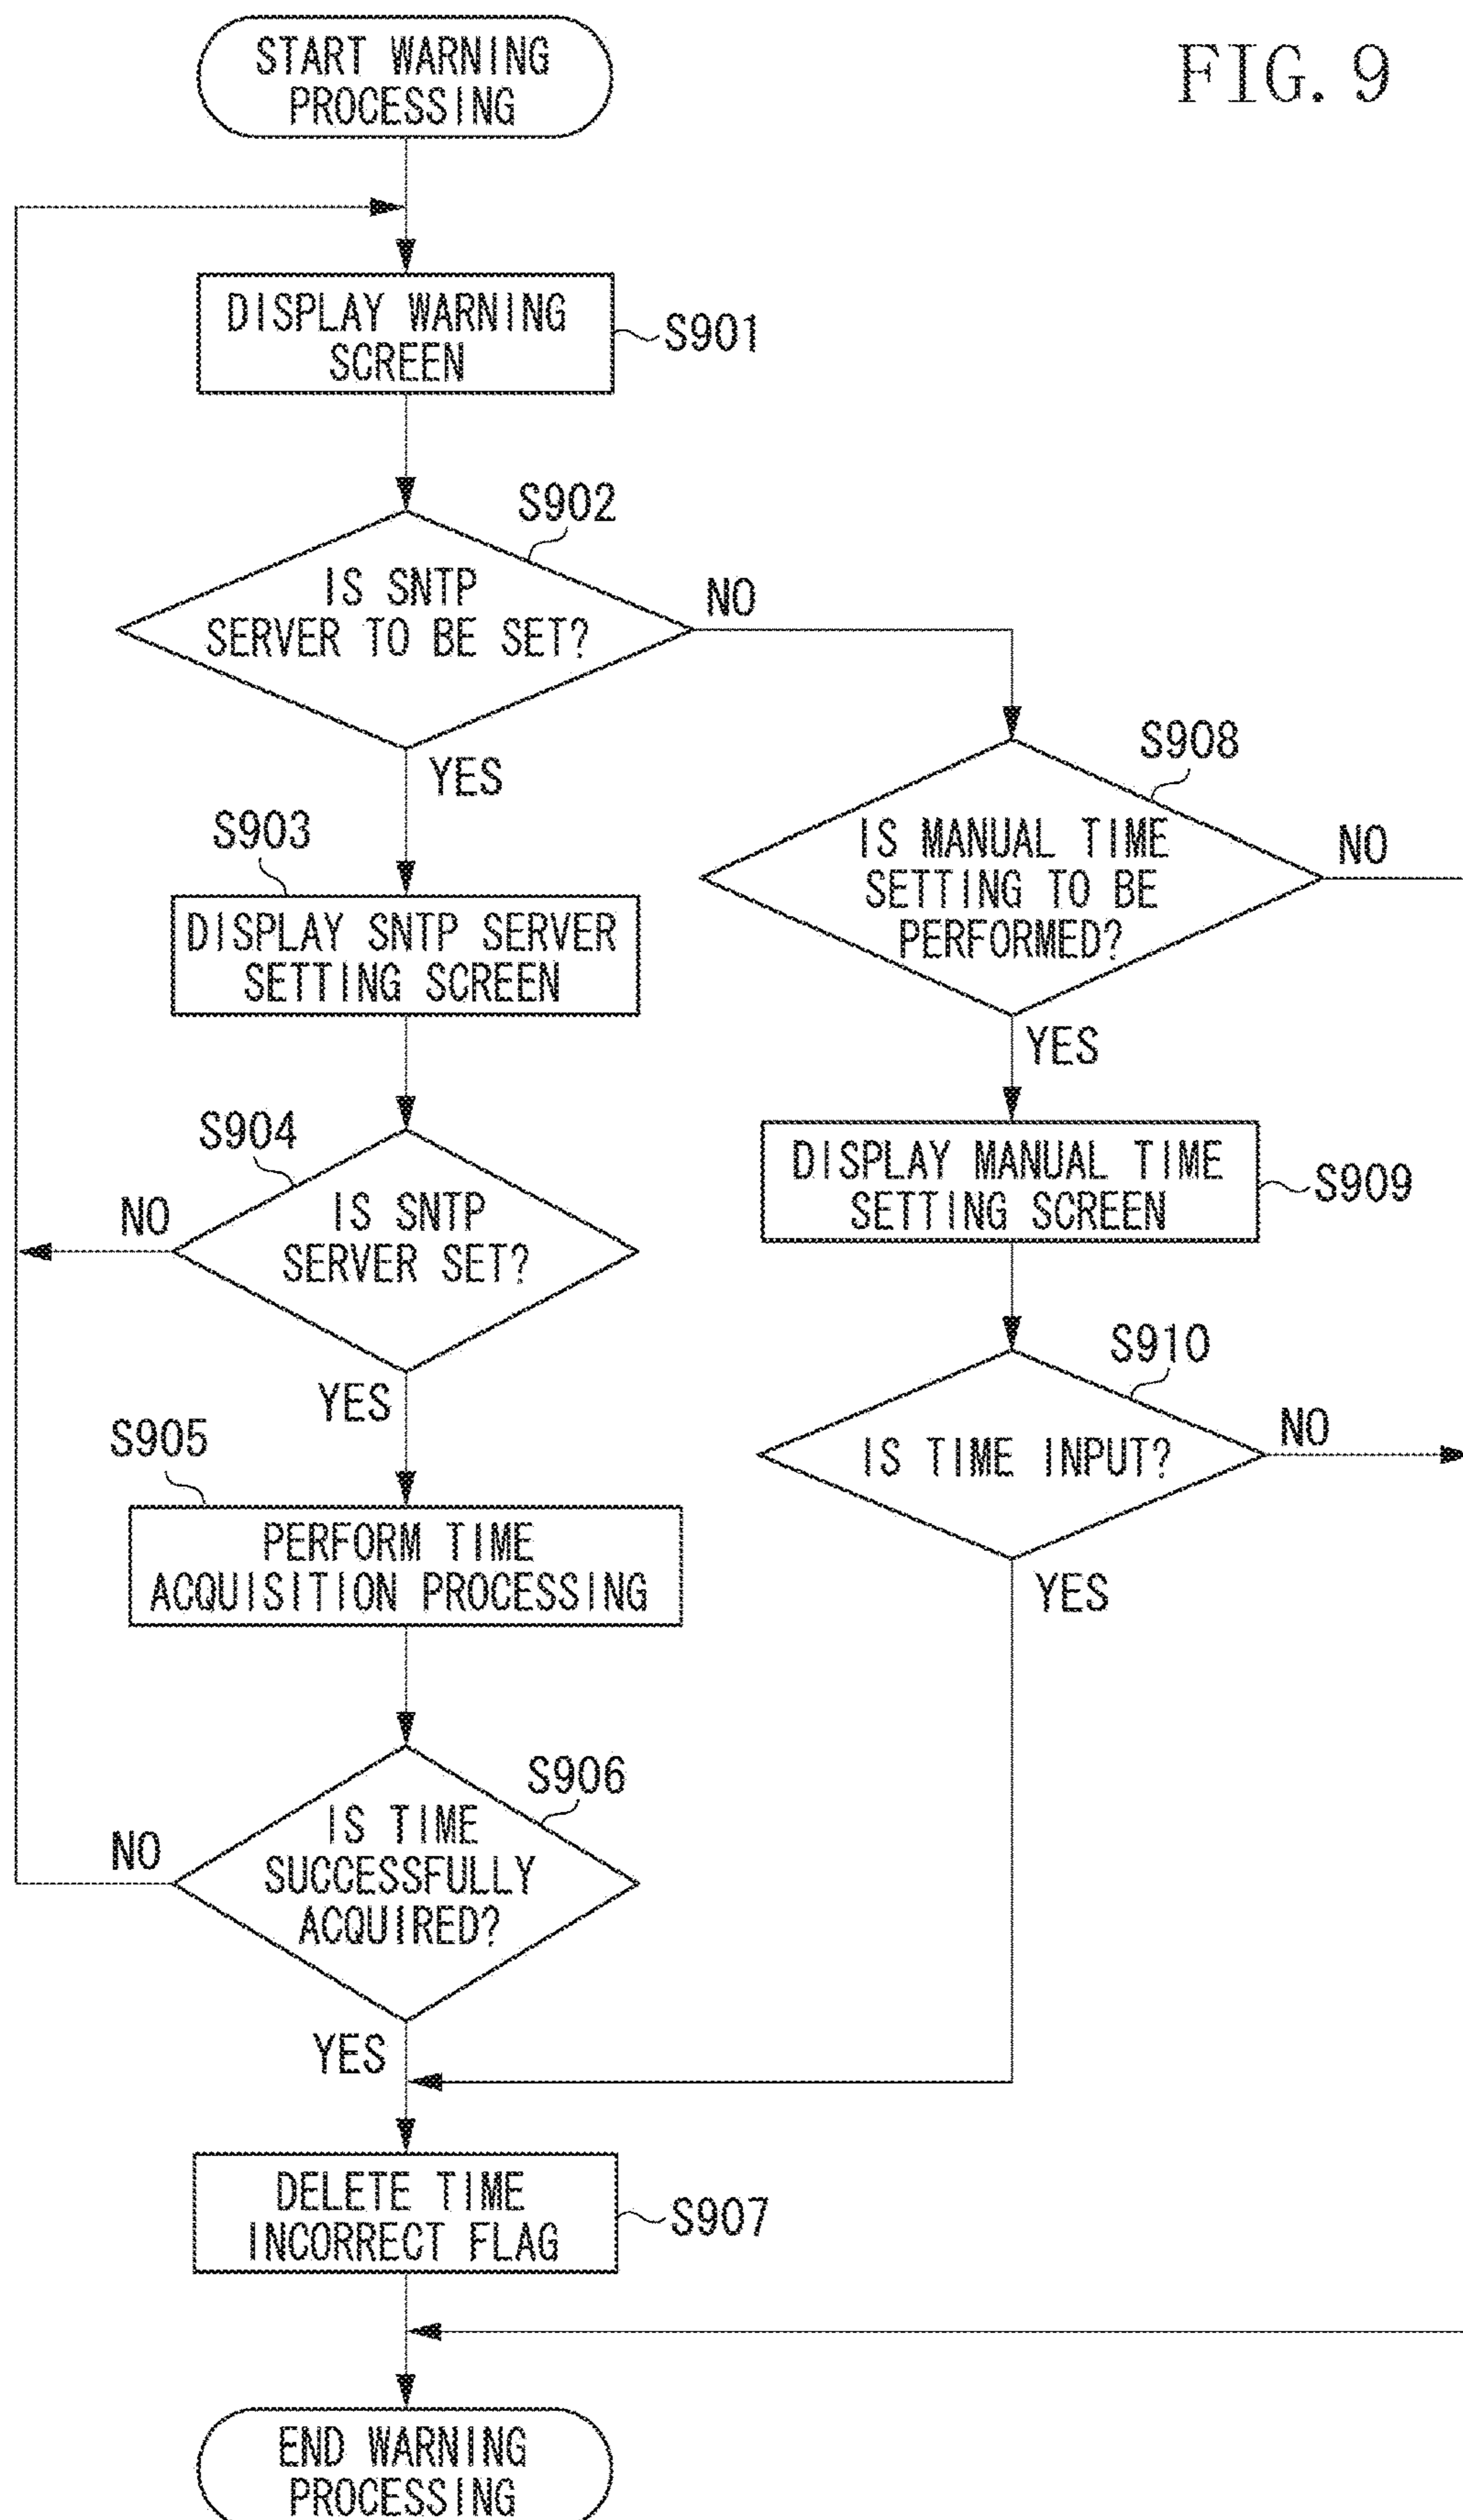 FIG. 9
START WARNING
PROCESSING
DISPLAY WARNING
SCREEN
S901
S902
IS SNTP
SERVER TO BE SET?
NO
YES
S903
DISPLAY SNTP SERVER
SETTING SCREEN
S904
IS SNTP
SERVER SET?
NO
YES
S905
PERFORM TIME
ACQUISITION PROCESSING
S906
IS TIME
SUCCESSFULLY
ACQUIRED?
NO
YES
DELETE TIME
INCORRECT FLAG
S907
END WARNING
PROCESSING
S908
IS MANUAL TIME
SETTING TO BE
PERFORMED?
NO
YES
DISPLAY MANUAL TIME
SETTING SCREEN
S909
S910
IS TIME INPUT?
NO
YES